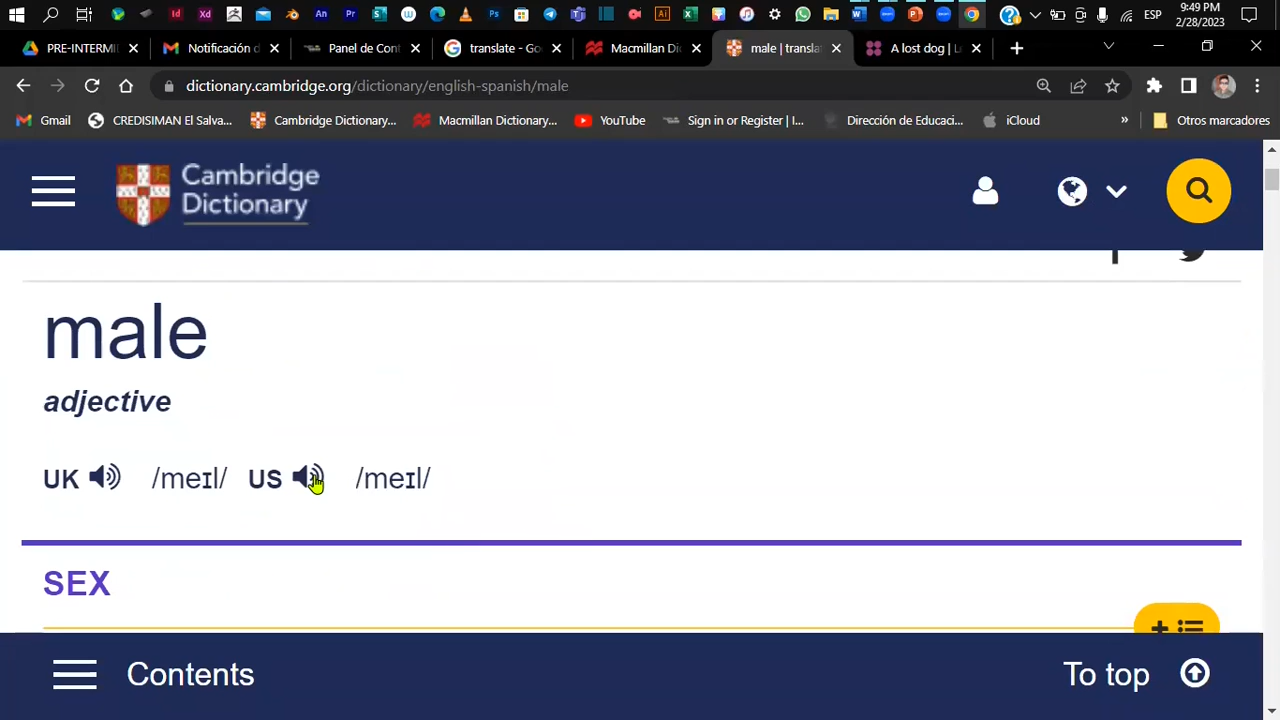 9:49 PM
ESP
2/28/2023
PRE-INTERMI
Notificación d
Panel de Cont
translate - Goo
Macmillan Dic
male | transla
A lost dog | L
dictionary.cambridge.org/dictionary/english-spanish/male
Gmail
CREDISIMAN El Salva...
Cambridge Dictionary...
Macmillan Dictionary...
YouTube
Sign in or Register | I...
Dirección de Educaci...
iCloud
»
Otros marcadores
Cambridge
Dictionary
male
adjective
UK /meɪl/ US /meɪl/
SEX
Contents
To top